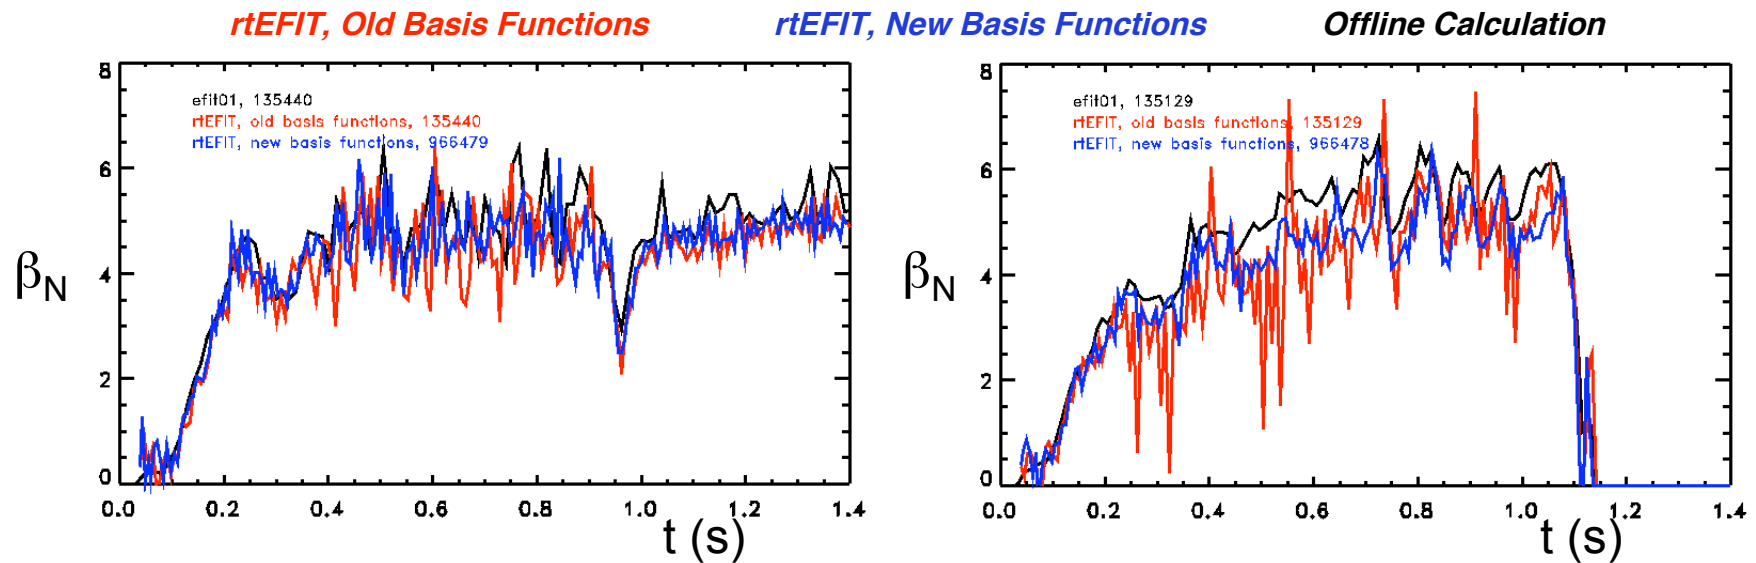 rtEFIT, Old Basis Functions rtEFIT, New Basis Functions Offline Calculation
8
efit01, 135440
rtEFIT, old basis functions, 135440
rtEFIT, new basis functions, 966479
6
4
βN
2
0
0.0 0.2 0.4 0.6 0.8 1.0 1.2 1.4
t (s)
8
efit01, 135129
rtEFIT, old basis functions, 135129
rtEFIT, new basis functions, 966478
6
4
βN
2
0
0.0 0.2 0.4 0.6 0.8 1.0 1.2 1.4
t (s)